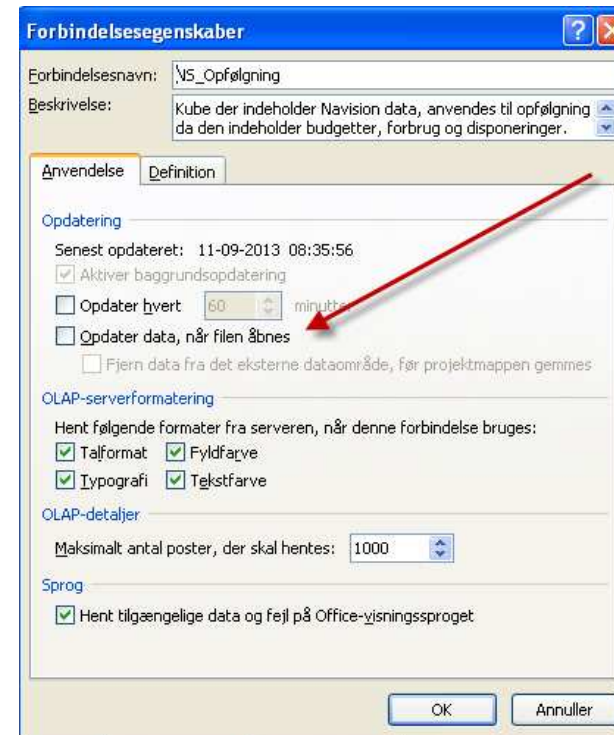 Forbindelsesegenskaber
Forbindelsesnavn: NS_Opfølgning
Beskrivelse: Kube der indeholder Navision data, anvendes til opfølgning
da den indeholder budgetter, forbrug og disponeringer.
Anvendelse Definition
Opdatering
Senest opdateret: 11-09-2013 08:35:56
Aktiver baggrundsopdatering
Opdater hvert 60 minutter
Opdater data, når filen åbnes
Fjern data fra det eksterne dataområde, før projektmappen gemmes
OLAP-serverformatering
Hent følgende formater fra serveren, når denne forbindelse bruges:
Talformat Fyldfarve
Typografi Tekstfarve
OLAP-detaljer
Maksimalt antal poster, der skal hentes: 1000
Sprog
Hent tilgængelige data og fejl på Office-visningssproget
OK Annuller